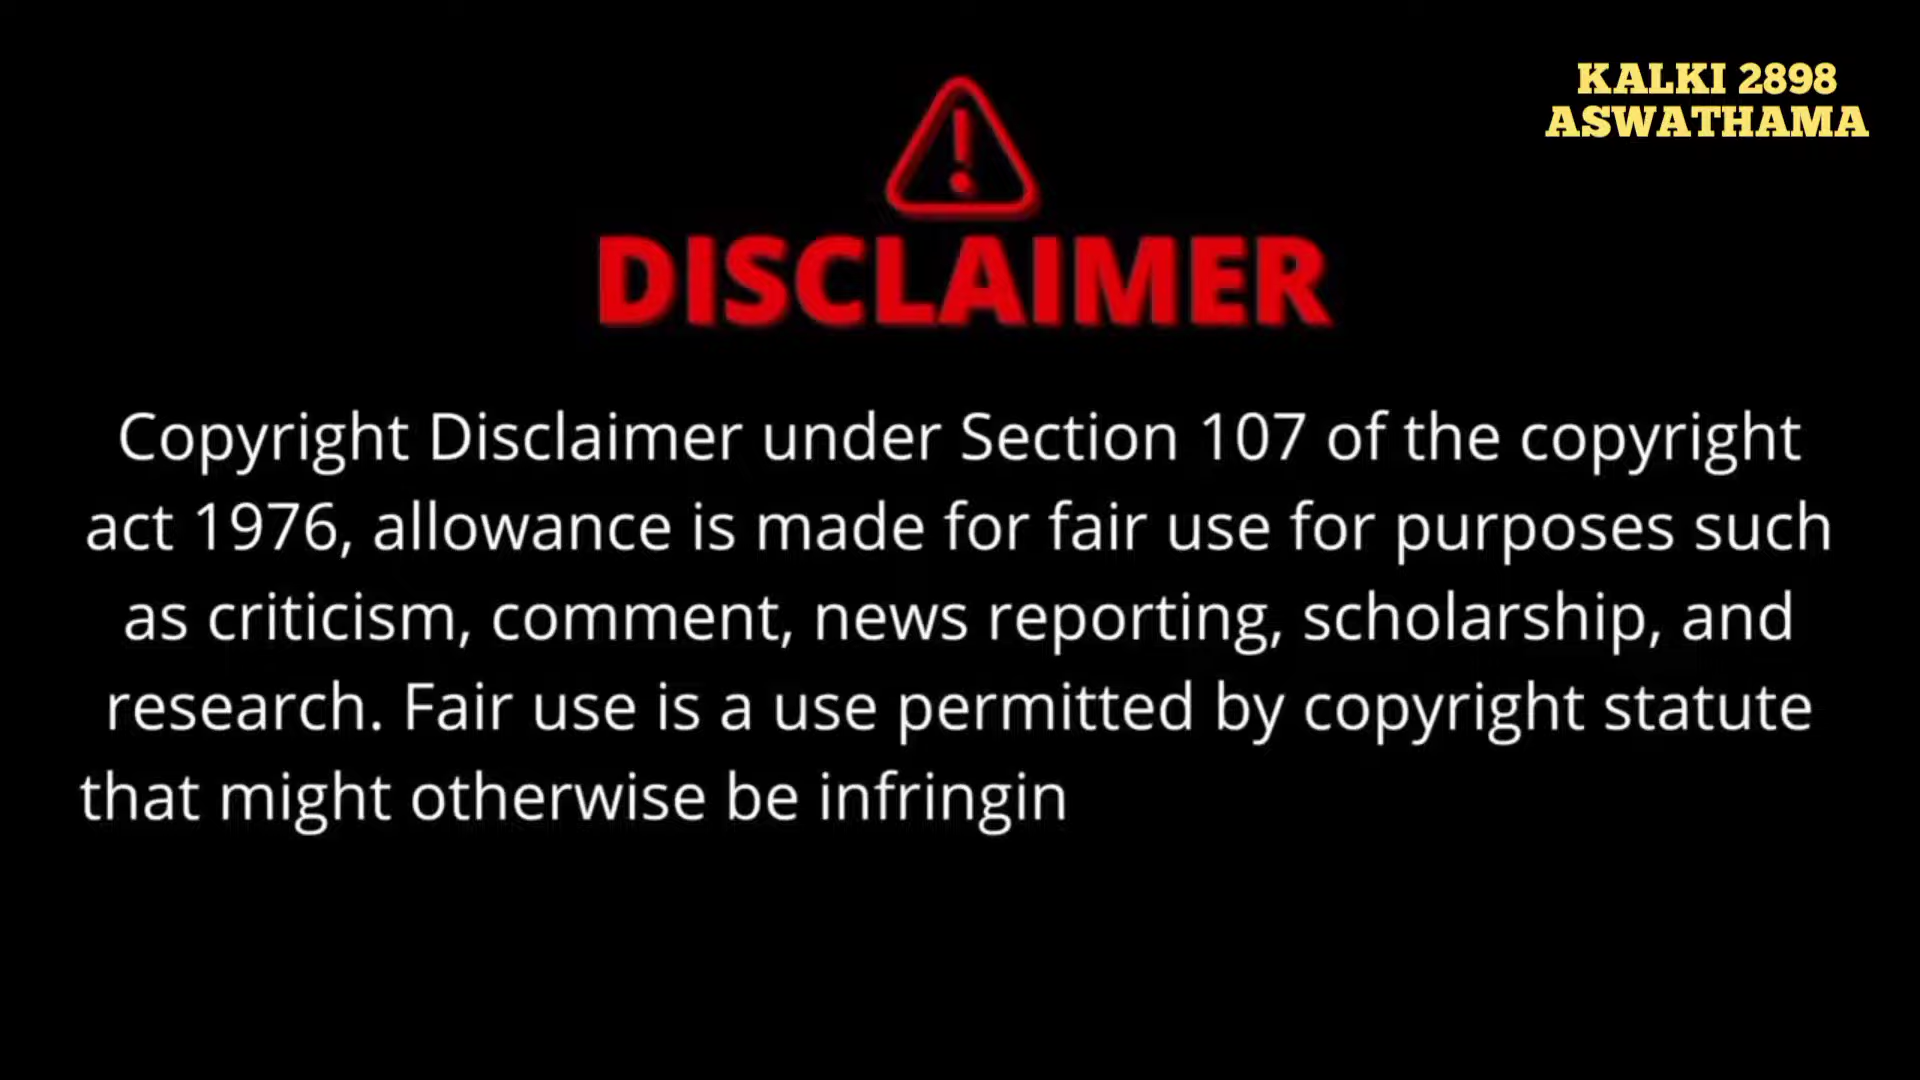 KALKI 2898
ASWATHAMA
DISCLAIMER
Copyright Disclaimer under Section 107 of the copyright
act 1976, allowance is made for fair use for purposes such
as criticism, comment, news reporting, scholarship, and
research. Fair use is a use permitted by copyright statute
that might otherwise be infringin